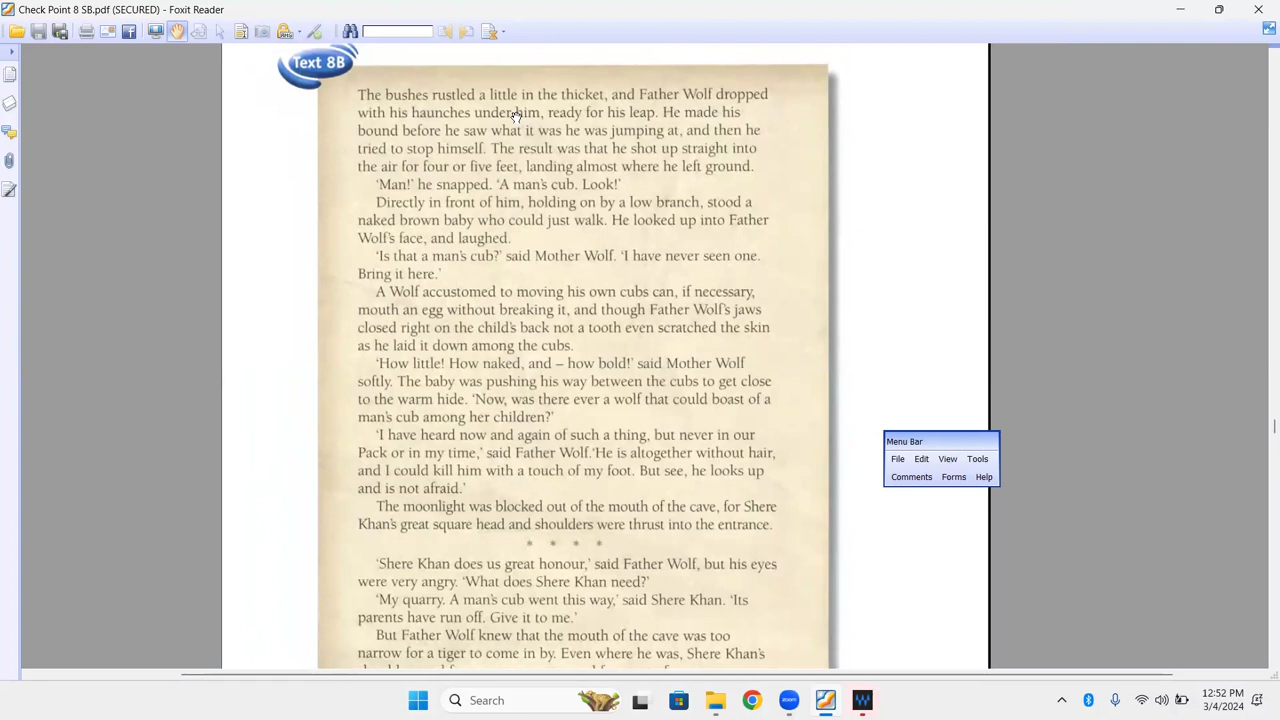 Check Point 8 SB.pdf (SECURED) - Foxit Reader
Text 8B
The bushes rustled a little in the thicket, and Father Wolf dropped
with his haunches under him, ready for his leap. He made his
bound before he saw what it was he was jumping at, and then he
tried to stop himself. The result was that he shot up straight into
the air for four or five feet, landing almost where he left ground.
‘Man!’ he snapped. ‘A man’s cub. Look!’
Directly in front of him, holding on by a low branch, stood a
naked brown baby who could just walk. He looked up into Father
Wolf’s face, and laughed.
‘Is that a man’s cub?’ said Mother Wolf. ‘I have never seen one.
Bring it here.’
A Wolf accustomed to moving his own cubs can, if necessary,
mouth an egg without breaking it, and though Father Wolf’s jaws
closed right on the child’s back not a tooth even scratched the skin
as he laid it down among the cubs.
‘How little! How naked, and – how bold!’ said Mother Wolf
softly. The baby was pushing his way between the cubs to get close
to the warm hide. ‘Now, was there ever a wolf that could boast of a
man’s cub among her children?’
‘I have heard now and again of such a thing, but never in our
Pack or in my time,’ said Father Wolf.‘He is altogether without hair,
and I could kill him with a touch of my foot. But see, he looks up
and is not afraid.’
The moonlight was blocked out of the mouth of the cave, for Shere
Khan’s great square head and shoulders were thrust into the entrance.
* * * *
‘Shere Khan does us great honour,’ said Father Wolf, but his eyes
were very angry. ‘What does Shere Khan need?’
‘My quarry. A man’s cub went this way,’ said Shere Khan. ‘Its
parents have run off. Give it to me.’
But Father Wolf knew that the mouth of the cave was too
narrow for a tiger to come in by. Even where he was, Shere Khan’s
Menu Bar
File Edit View Tools
Comments Forms Help
Search
12:52 PM
3/4/2024